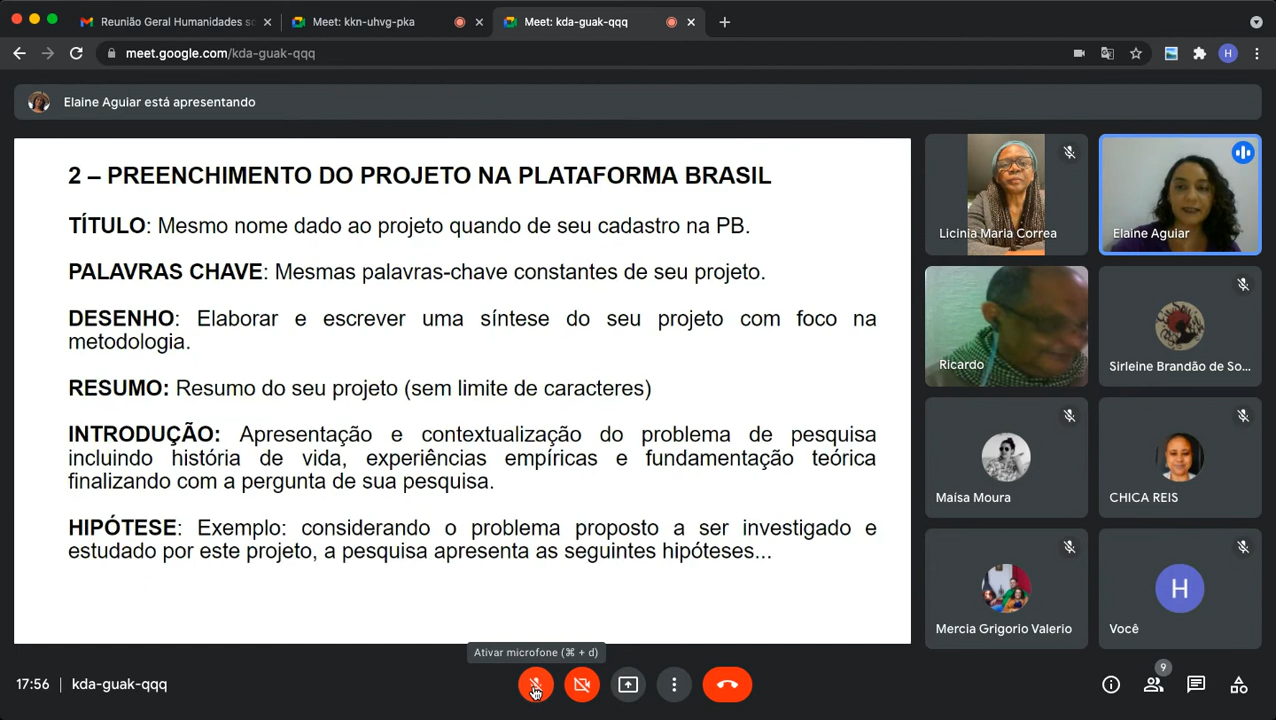 Reunião Geral Humanidades so
Meet: kkn-uhvg-pka
Meet: kda-guak-qqq
meet.google.com/kda-guak-qqq
H
Elaine Aguiar está apresentando
2 – PREENCHIMENTO DO PROJETO NA PLATAFORMA BRASIL
TÍTULO: Mesmo nome dado ao projeto quando de seu cadastro na PB.
PALAVRAS CHAVE: Mesmas palavras-chave constantes de seu projeto.
DESENHO: Elaborar e escrever uma síntese do seu projeto com foco na
metodologia.
RESUMO: Resumo do seu projeto (sem limite de caracteres)
INTRODUÇÃO: Apresentação e contextualização do problema de pesquisa
incluindo história de vida, experiências empíricas e fundamentação teórica
finalizando com a pergunta de sua pesquisa.
HIPÓTESE: Exemplo: considerando o problema proposto a ser investigado e
estudado por este projeto, a pesquisa apresenta as seguintes hipóteses...
Licinia Maria Correa
Elaine Aguiar
Ricardo
Sirleine Brandão de So...
Maísa Moura
CHICA REIS
Mercia Grigorio Valerio
H
Você
Ativar microfone (⌘ + d)
17:56 | kda-guak-qqq
9